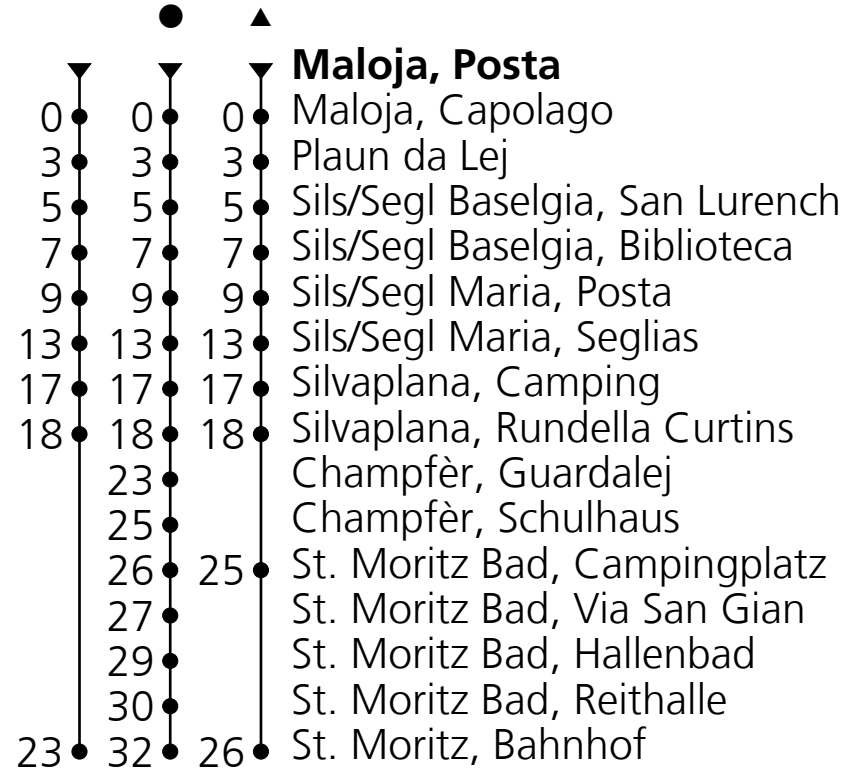 Maloja, Posta
0 0 0 Maloja, Capolago
3 3 3 Plaun da Lej
5 5 5 Sils/Segl Baselgia, San Lurench
7 7 7 Sils/Segl Baselgia, Biblioteca
9 9 9 Sils/Segl Maria, Posta
13 13 13 Sils/Segl Maria, Seglias
17 17 17 Silvaplana, Camping
18 18 18 Silvaplana, Rundella Curtins
23 Champfèr, Guardalej
25 Champfèr, Schulhaus
26 25 St. Moritz Bad, Campingplatz
27 St. Moritz Bad, Via San Gian
29 St. Moritz Bad, Hallenbad
30 St. Moritz Bad, Reithalle
23 32 26 St. Moritz, Bahnhof